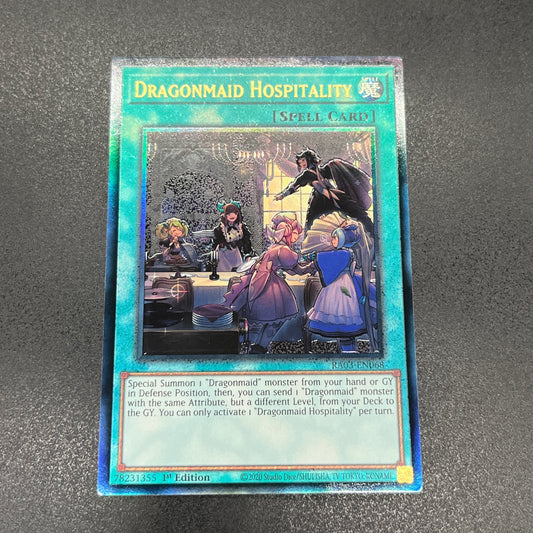 DRAGONMAID HOSPITALITY
SPELL
魔
[SPELL CARD]
RA03-EN068
Special Summon 1 "Dragonmaid" monster from your hand or GY
in Defense Position, then, you can send 1 "Dragonmaid" monster
with the same Attribute, but a different Level, from your Deck to
the GY. You can only activate 1 "Dragonmaid Hospitality" per turn.
78231355 1st Edition
©2020 Studio Dice/SHUEISHA, TV TOKYO, KONAMI